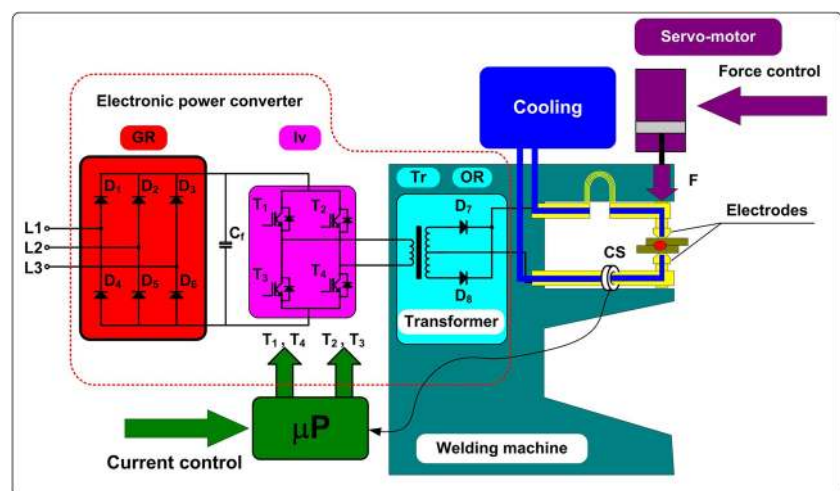 Servo-motor
Force control
Cooling
Electronic power converter
GR
Iv
Tr
OR
F
D₁
D₂
D₃
T₁
T₂
D₇
Electrodes
L1
L2
L3
C_f
CS
T₃
T₄
D₄
D₅
D₆
D₈
Transformer
T₁ , T₄
T₂ , T₃
μP
Current control
Welding machine